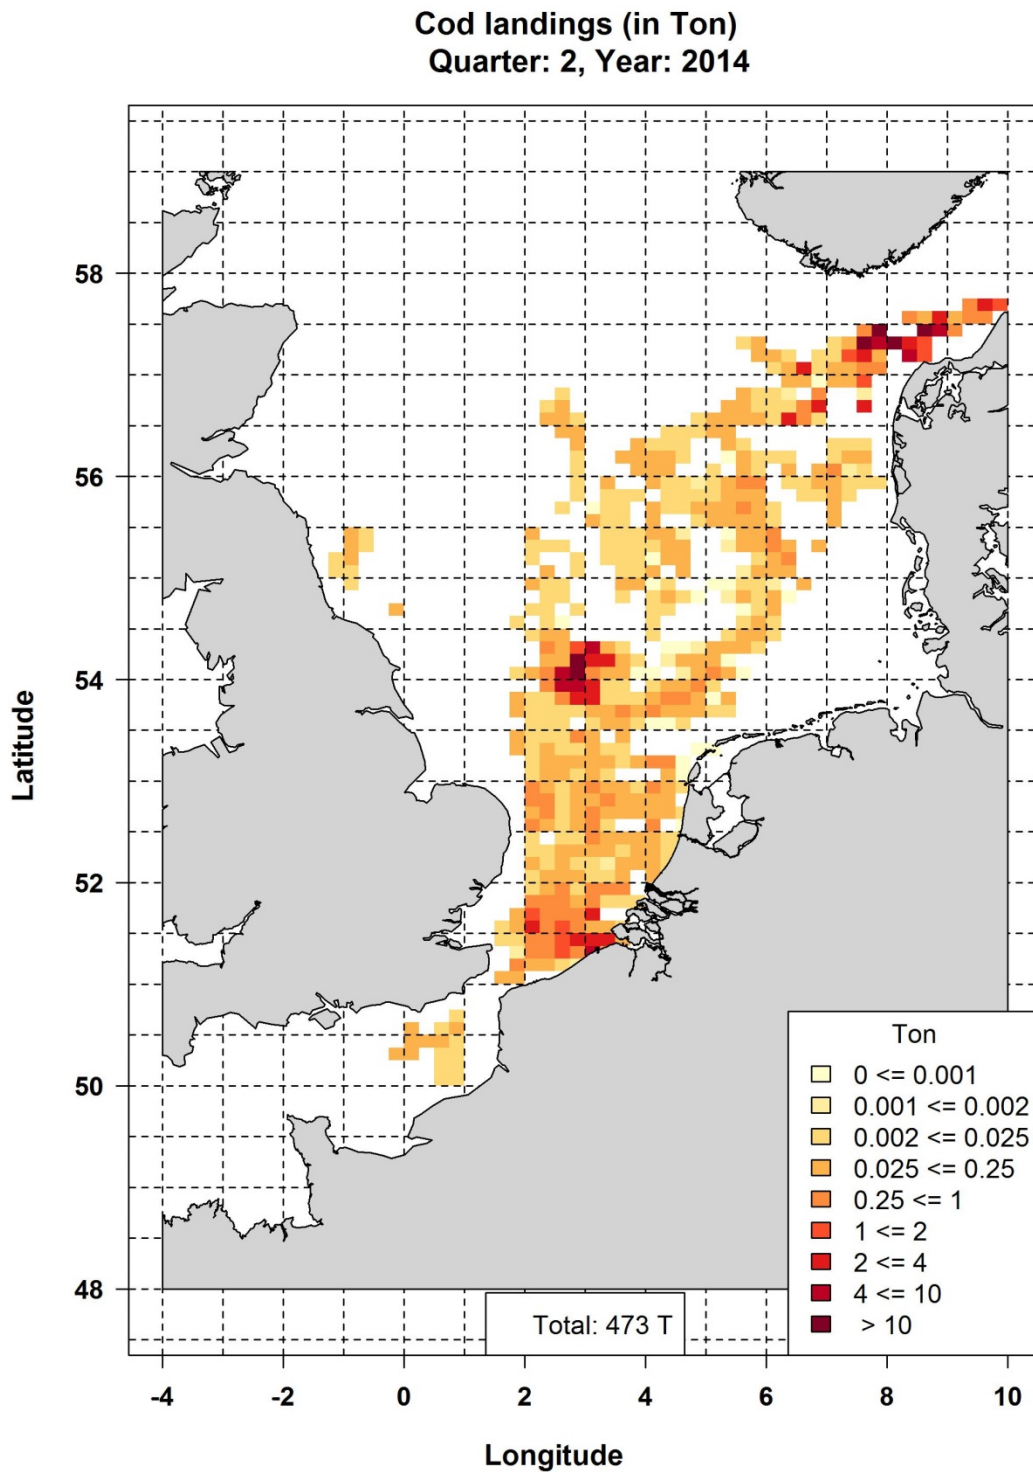 Cod landings (in Ton)
Quarter: 2, Year: 2014
58
56
54
52
50
48
Latitude
Ton
0 <= 0.001
0.001 <= 0.002
0.002 <= 0.025
0.025 <= 0.25
0.25 <= 1
1 <= 2
2 <= 4
4 <= 10
> 10
Total: 473 T
-4 -2 0 2 4 6 8 10
Longitude